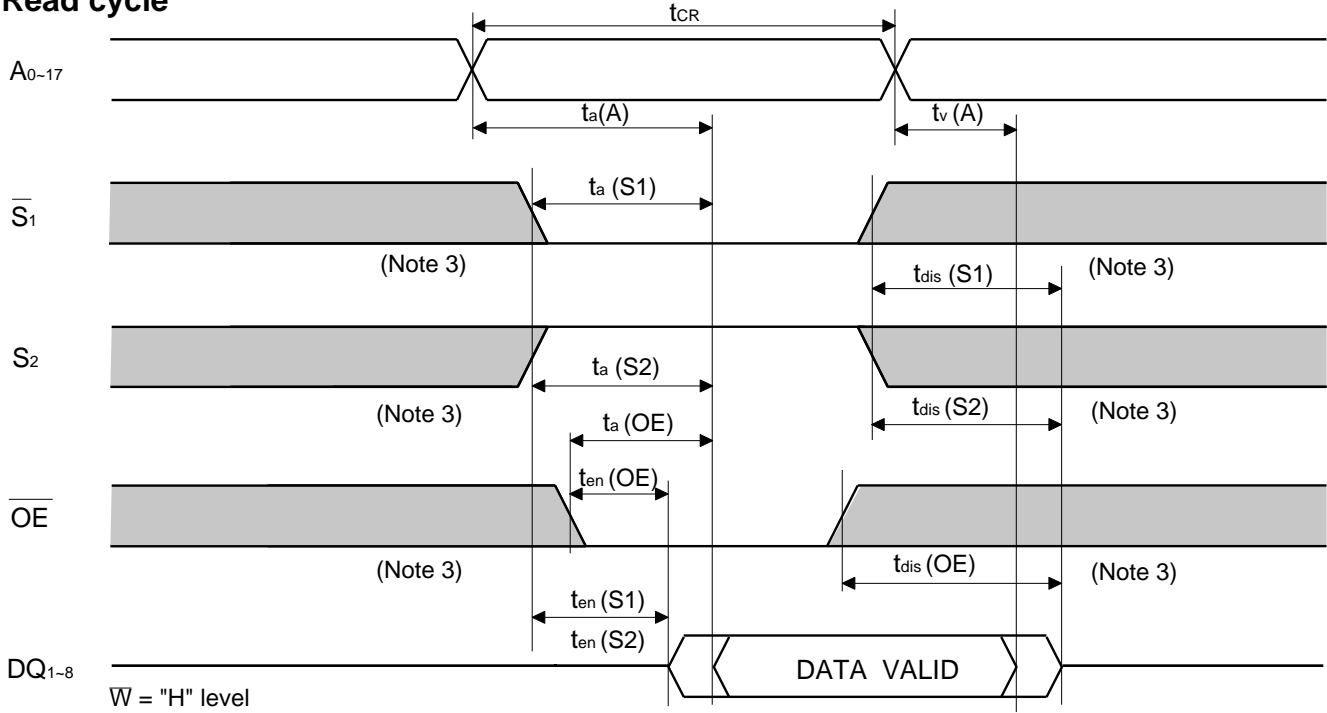 Read cycle
tCR
A0~17
ta(A)
tv (A)
ta (S1)
S1
(Note 3)
(Note 3)
tdis (S1)
S2
ta (S2)
(Note 3)
tdis (S2)
(Note 3)
ta (OE)
ten (OE)
OE
(Note 3)
tdis (OE)
(Note 3)
ten (S1)
ten (S2)
DQ1~8
DATA VALID
W = "H" level